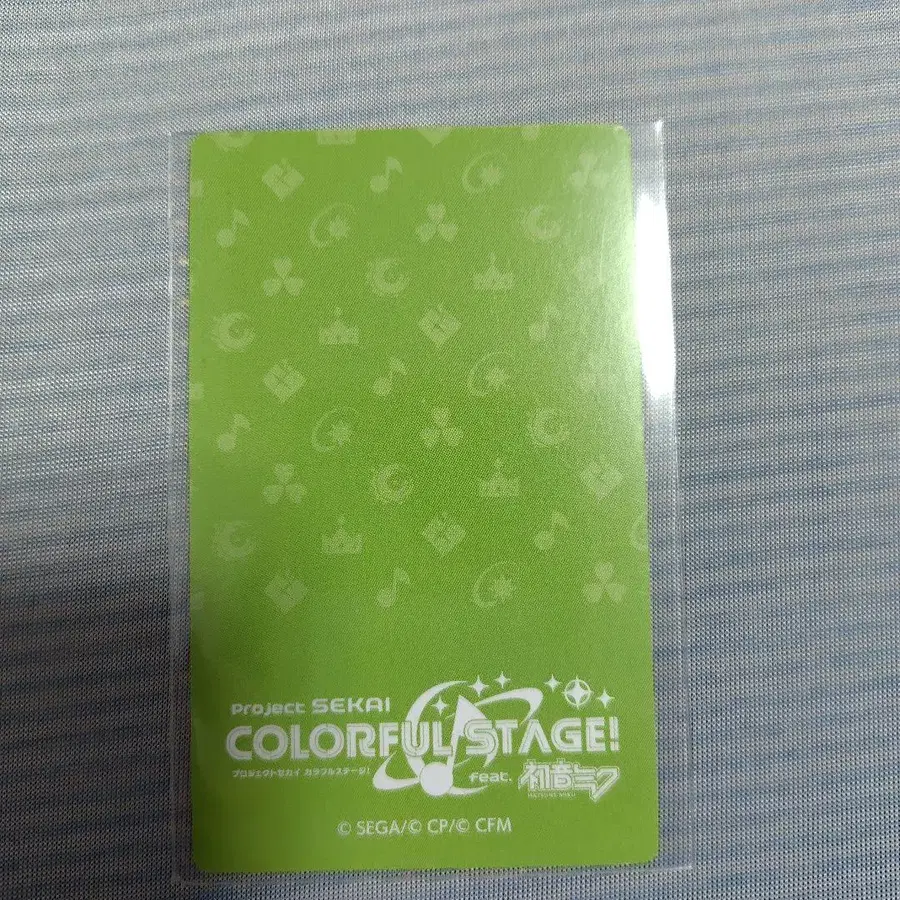 Project SEKAI
COLORFUL STAGE!
プロジェクトセカイ カラフルステージ!
feat. 初音ミク
HATSUNE MIKU
© SEGA/© CP/© CFM